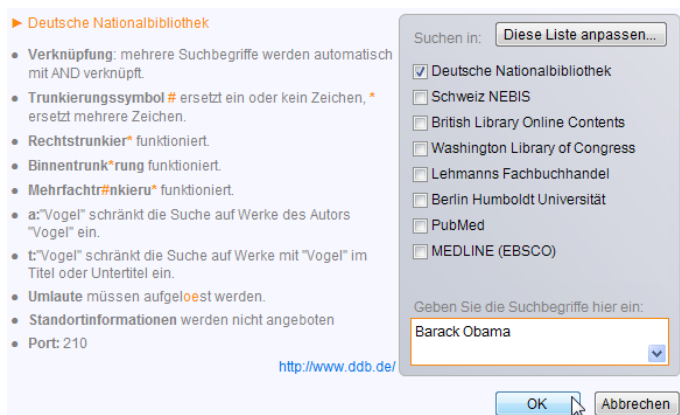 ► Deutsche Nationalbibliothek
● Verknüpfung: mehrere Suchbegriffe werden automatisch
mit AND verknüpft.
● Trunkierungssymbol # ersetzt ein oder kein Zeichen, *
ersetzt mehrere Zeichen.
● Rechtstrunkier* funktioniert.
● Binnentrunk*rung funktioniert.
● Mehrfachtr#nkieru* funktioniert.
● a:"Vogel" schränkt die Suche auf Werke des Autors
"Vogel" ein.
● t:"Vogel" schränkt die Suche auf Werke mit "Vogel" im
Titel oder Untertitel ein.
● Umlaute müssen aufgeloest werden.
● Standortinformationen werden nicht angeboten
● Port: 210
http://www.ddb.de/
Suchen in: Diese Liste anpassen...
Deutsche Nationalbibliothek
Schweiz NEBIS
British Library Online Contents
Washington Library of Congress
Lehmanns Fachbuchhandel
Berlin Humboldt Universität
PubMed
MEDLINE (EBSCO)
Geben Sie die Suchbegriffe hier ein:
Barack Obama
OK Abbrechen